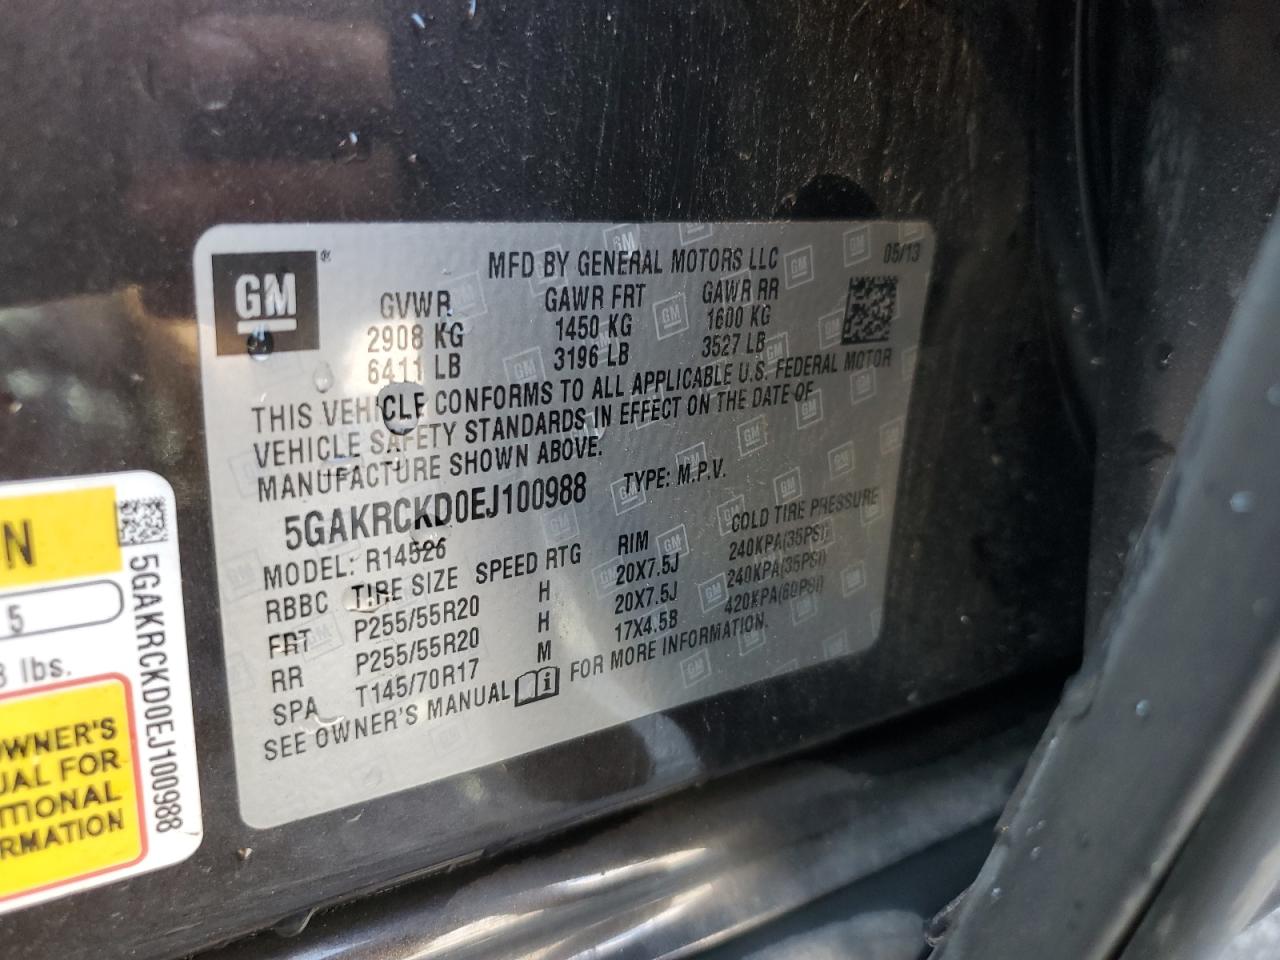 GM
MFD BY GENERAL MOTORS LLC 05/13
GVWR GAWR FRT GAWR RR
2908 KG 1450 KG 1600 KG
6411 LB 3196 LB 3527 LB
THIS VEHICLE CONFORMS TO ALL APPLICABLE U.S. FEDERAL MOTOR
VEHICLE SAFETY STANDARDS IN EFFECT ON THE DATE OF
MANUFACTURE SHOWN ABOVE.
5GAKRCKD0EJ100988 TYPE: M.P.V.
MODEL: R14526
RBBC TIRE SIZE SPEED RTG RIM COLD TIRE PRESSURE
FRT P255/55R20 H 20X7.5J 240KPA(35PSI)
RR P255/55R20 H 20X7.5J 240KPA(35PSI)
SPA T145/70R17 M 17X4.5B 420KPA(60PSI)
SEE OWNER'S MANUAL FOR MORE INFORMATION.
N
5
lbs.
OWNER'S
UAL FOR
ITIONAL
RMATION
5GAKRCKD0EJ100988